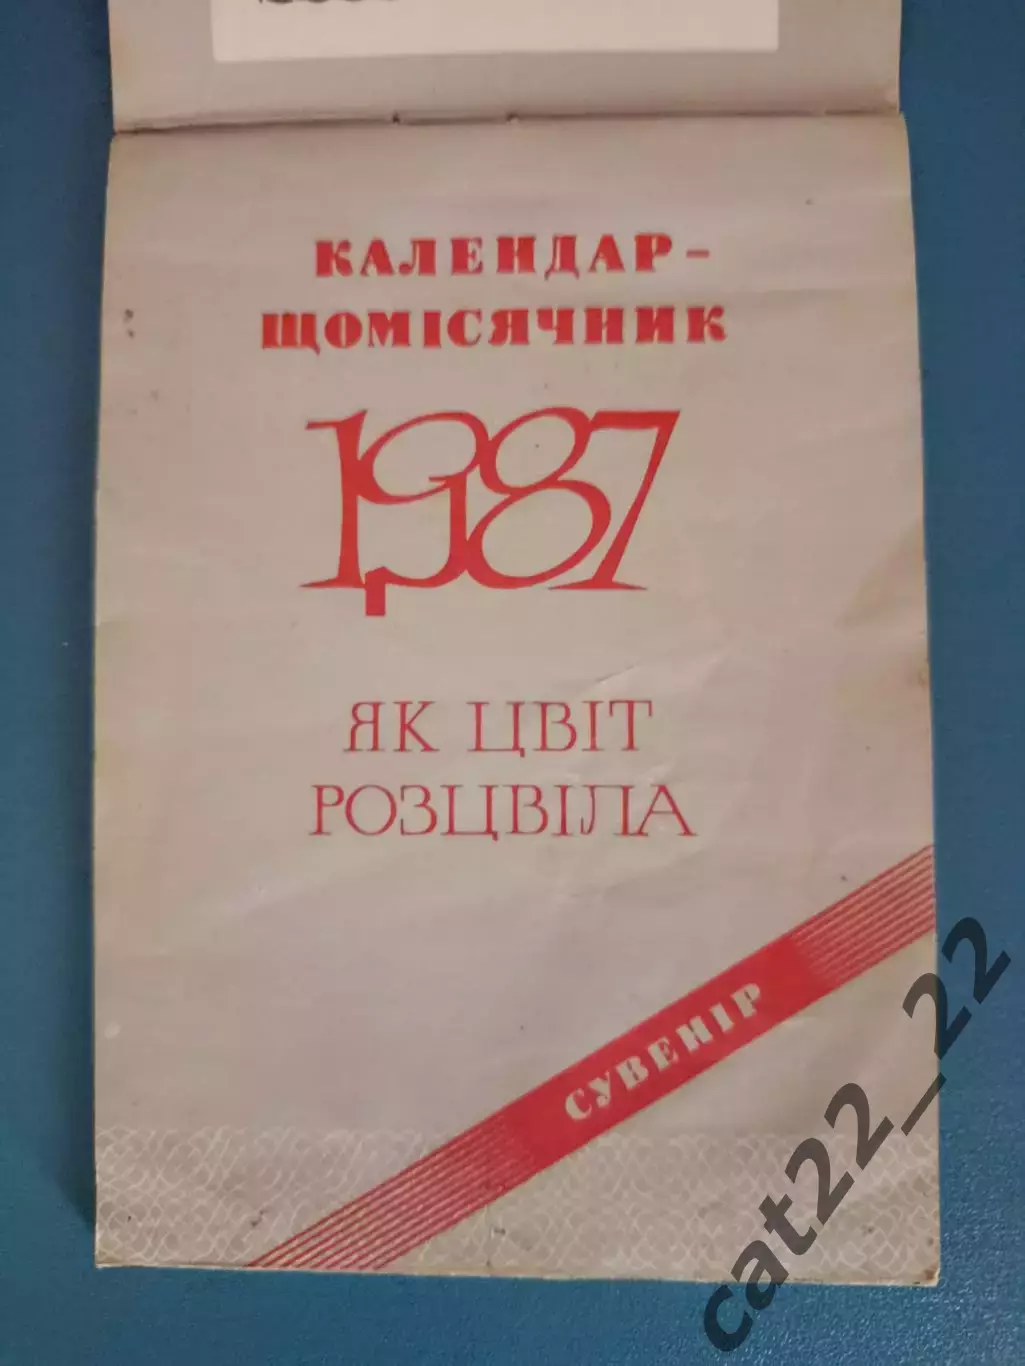 КАЛЕНДАР -
ЩОМІСЯЧНИК
1987
ЯК ЦВІТ
РОЗЦВІЛА
СУВЕНІР
cat22_22